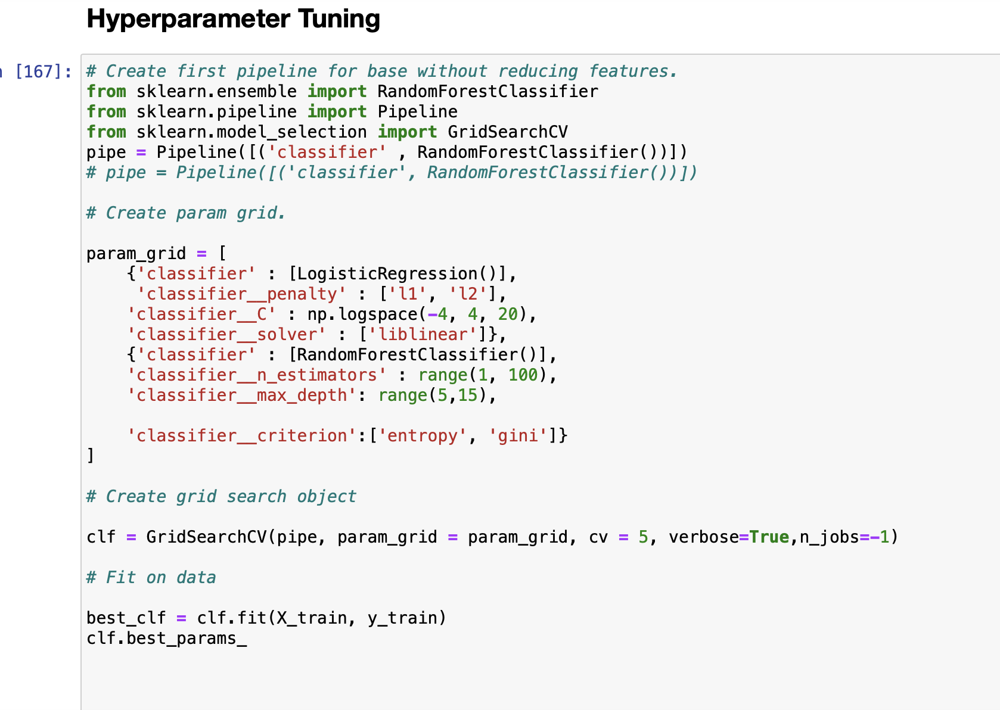 Hyperparameter Tuning
[167]:
# Create first pipeline for base without reducing features.
from sklearn.ensemble import RandomForestClassifier
from sklearn.pipeline import Pipeline
from sklearn.model_selection import GridSearchCV
pipe = Pipeline([('classifier' , RandomForestClassifier())])
# pipe = Pipeline([('classifier', RandomForestClassifier())])
# Create param grid.
param_grid = [
    {'classifier' : [LogisticRegression()],
     'classifier__penalty' : ['l1', 'l2'],
    'classifier__C' : np.logspace(-4, 4, 20),
    'classifier__solver' : ['liblinear']},
    {'classifier' : [RandomForestClassifier()],
    'classifier__n_estimators' : range(1, 100),
    'classifier__max_depth': range(5,15),
    'classifier__criterion':['entropy', 'gini']}
]
# Create grid search object
clf = GridSearchCV(pipe, param_grid = param_grid, cv = 5, verbose=True,n_jobs=-1)
# Fit on data
best_clf = clf.fit(X_train, y_train)
clf.best_params_